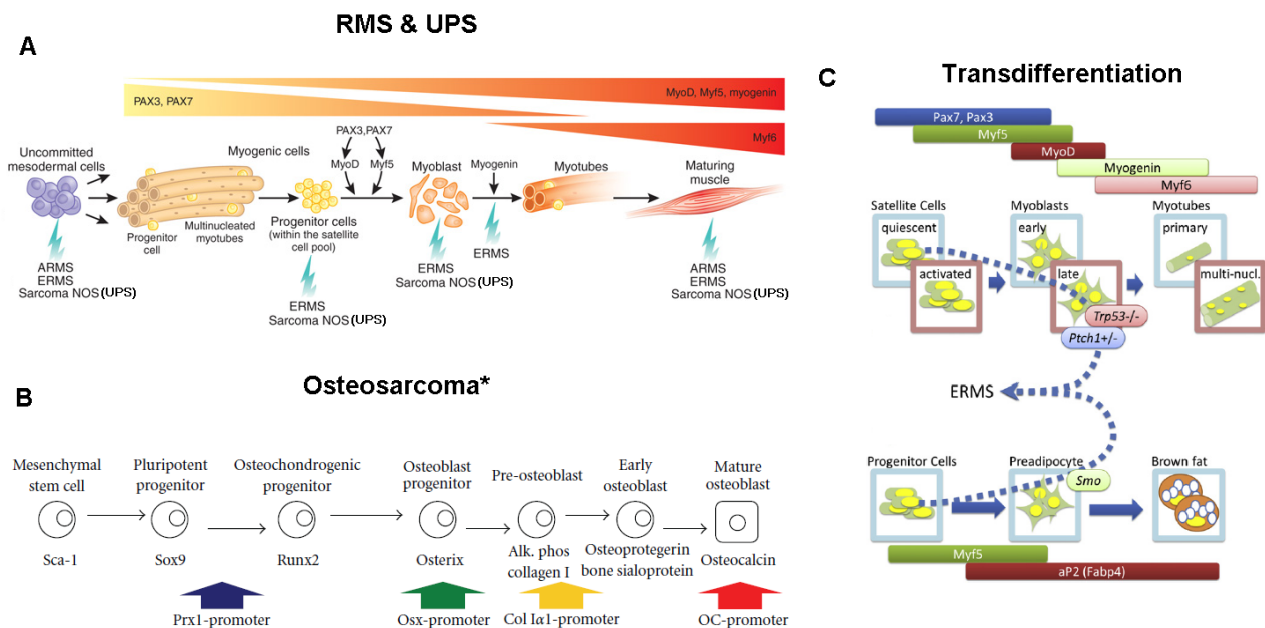 RMS & UPS
A
PAX3, PAX7
MyoD, Myf5, myogenin
Myf6
Uncommitted
mesodermal cells
Myogenic cells
Progenitor
cell
Multinucleated
myotubes
PAX3,PAX7
MyoD
Myf5
Progenitor cells
(within the satellite
cell pool)
Myoblast
Myogenin
Myotubes
Maturing
muscle
ARMS
ERMS
Sarcoma NOS(UPS)
ERMS
Sarcoma NOS(UPS)
ERMS
Sarcoma NOS(UPS)
ERMS
ARMS
ERMS
Sarcoma NOS(UPS)
B
Osteosarcoma*
Mesenchymal
stem cell
Pluripotent
progenitor
Osteochondrogenic
progenitor
Osteoblast
progenitor
Pre-osteoblast
Early
osteoblast
Mature
osteoblast
Sca-1
Sox9
Runx2
Osterix
Alk. phos
collagen I
Osteoprotegerin
bone sialoprotein
Osteocalcin
Prx1-promoter
Osx-promoter
Col Iα1-promoter
OC-promoter
C
Transdifferentiation
Pax7, Pax3
Myf5
MyoD
Myogenin
Myf6
Satellite Cells
Myoblasts
Myotubes
quiescent
early
primary
activated
late
multi-nucl.
Trp53-/-
Ptch1+/-
ERMS
Progenitor Cells
Preadipocyte
Brown fat
Smo
Myf5
aP2 (Fabp4)